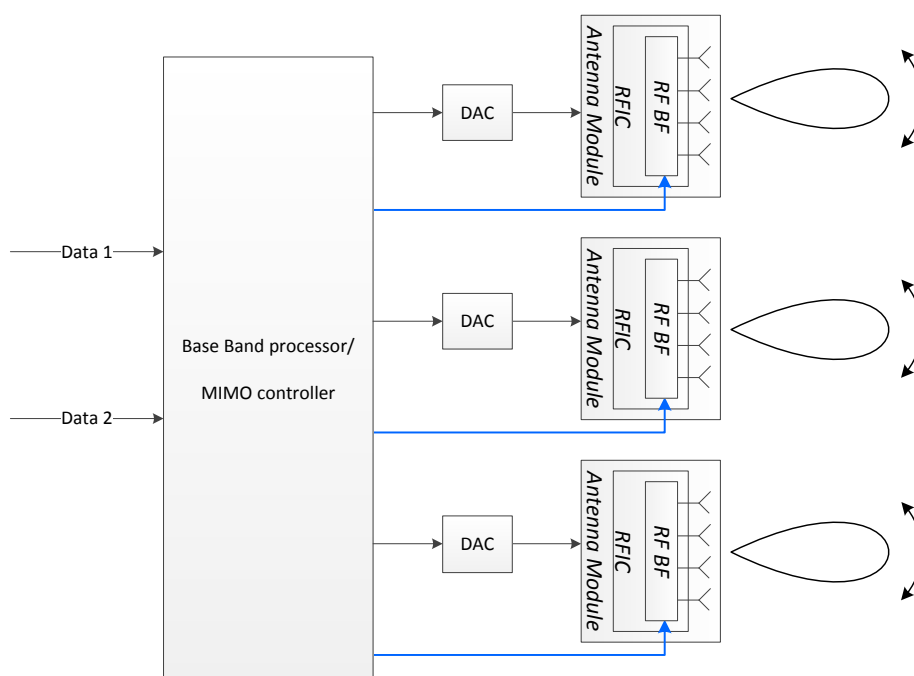 DAC
Antenna Module
RFIC
RF BF
Data 1
DAC
Antenna Module
RFIC
RF BF
Base Band processor/
MIMO controller
Data 2
DAC
Antenna Module
RFIC
RF BF